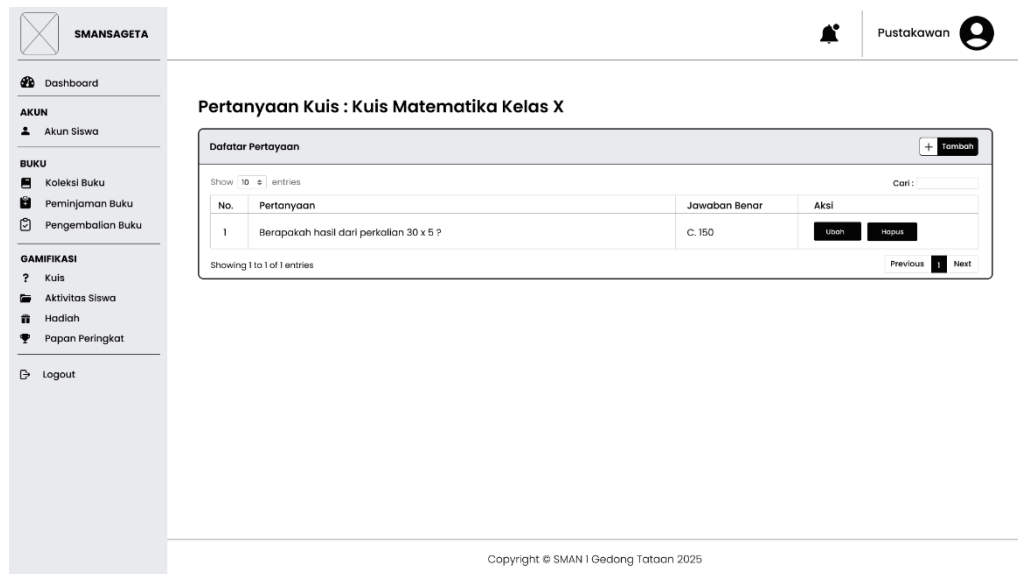 SMANSAGETA
Pustakawan
Dashboard
AKUN
Akun Siswa
BUKU
Koleksi Buku
Peminjaman Buku
Pengembalian Buku
GAMIFIKASI
? Kuis
Aktivitas Siswa
Hadiah
Papan Peringkat
Logout
Pertanyaan Kuis : Kuis Matematika Kelas X
Dafatar Pertayaan
+ Tambah
Show 10 entries
Cari :
No. Pertanyaan Jawaban Benar Aksi
1 Berapakah hasil dari perkalian 30 x 5 ? C. 150 Ubah Hapus
Showing 1 to 1 of 1 entries
Previous 1 Next
Copyright © SMAN 1 Gedong Tataan 2025